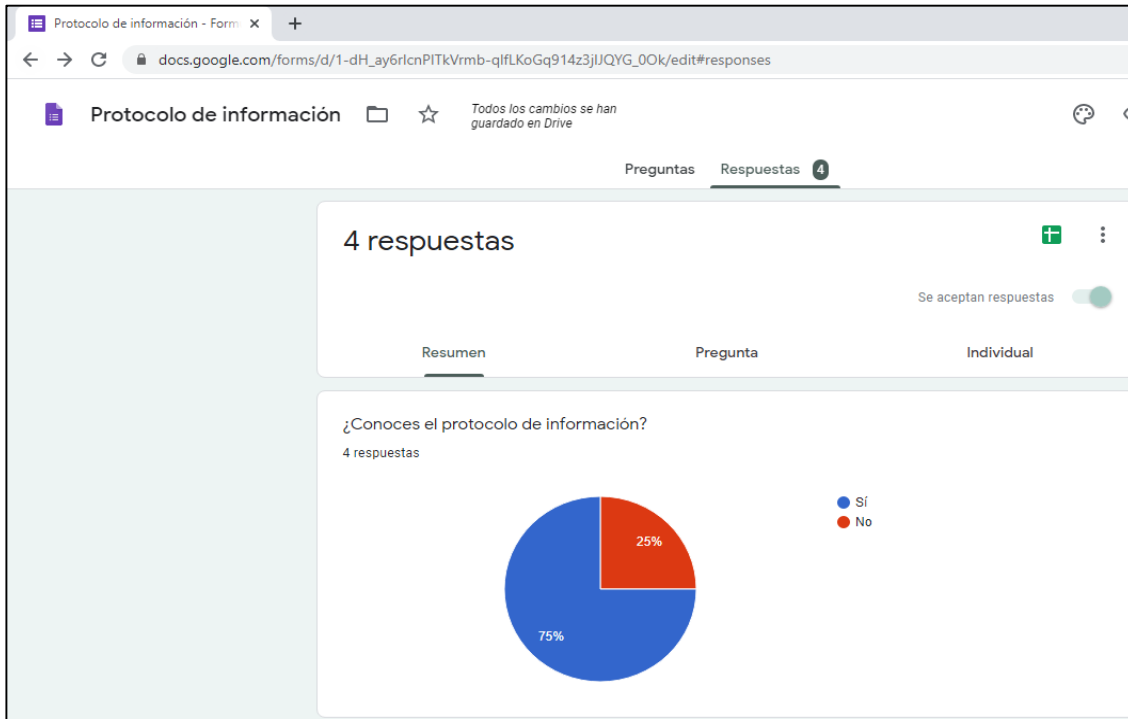 Protocolo de información - Form
docs.google.com/forms/d/1-dH_ay6rlcnPITkVrmb-qIfLKoGq914z3jIJQYG_0Ok/edit#responses
Protocolo de información
Todos los cambios se han
guardado en Drive
Preguntas Respuestas 4
4 respuestas
Se aceptan respuestas
Resumen Pregunta Individual
¿Conoces el protocolo de información?
4 respuestas
Sí
No
25%
75%